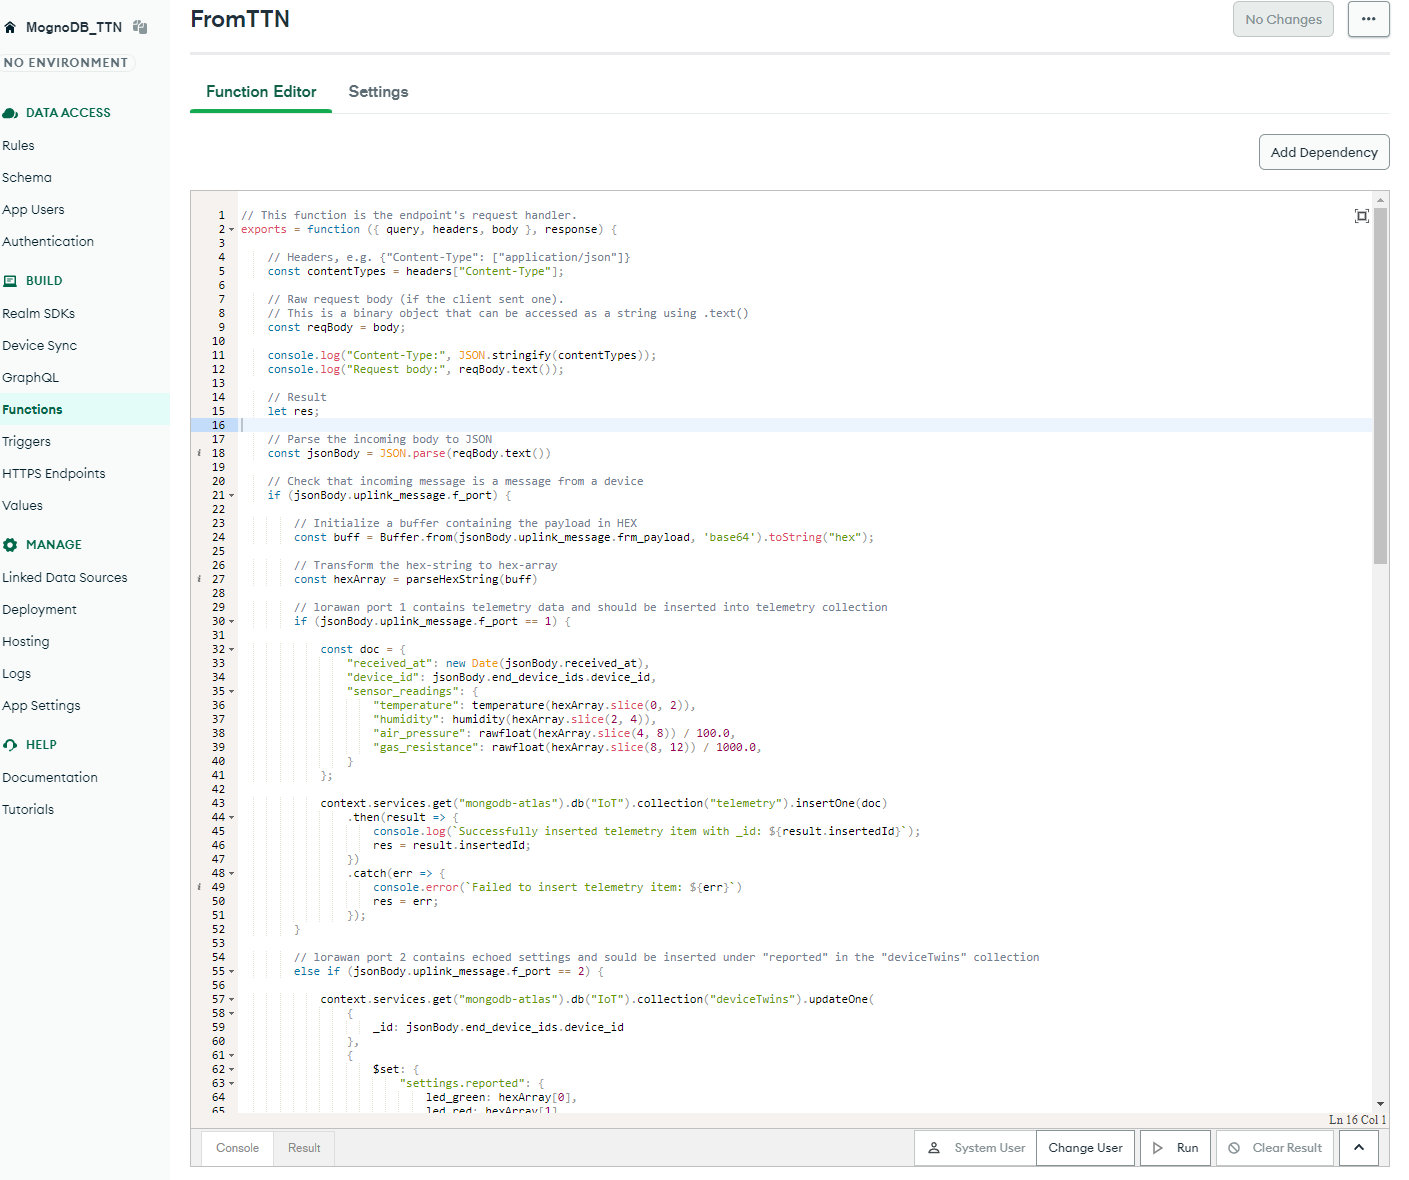 MognoDB_TTN
NO ENVIRONMENT
DATA ACCESS
Rules
Schema
App Users
Authentication
BUILD
Realm SDKs
Device Sync
GraphQL
Functions
Triggers
HTTPS Endpoints
Values
MANAGE
Linked Data Sources
Deployment
Hosting
Logs
App Settings
HELP
Documentation
Tutorials
FromTTN
No Changes
Function Editor Settings
Add Dependency
1 // This function is the endpoint's request handler.
2 exports = function ({ query, headers, body }, response) {
3
4 // Headers, e.g. {"Content-Type": ["application/json"]}
5 const contentTypes = headers["Content-Type"];
6
7 // Raw request body (if the client sent one).
8 // This is a binary object that can be accessed as a string using .text()
9 const reqBody = body;
10
11 console.log("Content-Type:", JSON.stringify(contentTypes));
12 console.log("Request body:", reqBody.text());
13
14 // Result
15 let res;
16
17 // Parse the incoming body to JSON
i 18 const jsonBody = JSON.parse(reqBody.text())
19
20 // Check that incoming message is a message from a device
21 if (jsonBody.uplink_message.f_port) {
22
23 // Initialize a buffer containing the payload in HEX
24 const buff = Buffer.from(jsonBody.uplink_message.frm_payload, 'base64').toString("hex");
25
26 // Transform the hex-string to hex-array
i 27 const hexArray = parseHexString(buff)
28
29 // lorawan port 1 contains telemetry data and should be inserted into telemetry collection
30 if (jsonBody.uplink_message.f_port == 1) {
31
32 const doc = {
33 "received_at": new Date(jsonBody.received_at),
34 "device_id": jsonBody.end_device_ids.device_id,
35 "sensor_readings": {
36 "temperature": temperature(hexArray.slice(0, 2)),
37 "humidity": humidity(hexArray.slice(2, 4)),
38 "air_pressure": rawfloat(hexArray.slice(4, 8)) / 100.0,
39 "gas_resistance": rawfloat(hexArray.slice(8, 12)) / 1000.0,
40 }
41 };
42
43 context.services.get("mongodb-atlas").db("IoT").collection("telemetry").insertOne(doc)
44 .then(result => {
45 console.log(`Successfully inserted telemetry item with _id: ${result.insertedId}`);
46 res = result.insertedId;
47 })
48 .catch(err => {
i 49 console.error(`Failed to insert telemetry item: ${err}`)
50 res = err;
51 });
52 }
53
54 // lorawan port 2 contains echoed settings and sould be inserted under "reported" in the "deviceTwins" collection
55 else if (jsonBody.uplink_message.f_port == 2) {
56
57 context.services.get("mongodb-atlas").db("IoT").collection("deviceTwins").updateOne(
58 {
59 _id: jsonBody.end_device_ids.device_id
60 },
61 {
62 $set: {
63 "settings.reported": {
64 led_green: hexArray[0],
65 led_red: hexArray[1]
Ln 16 Col 1
Console Result System User Change User Run Clear Result